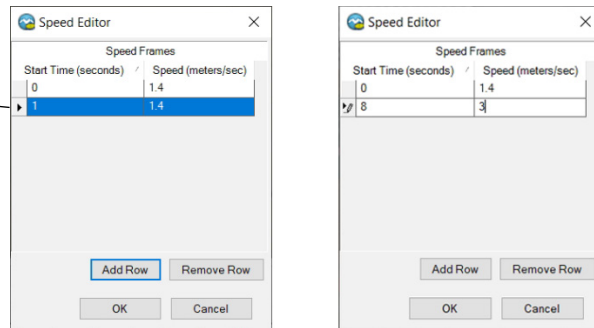 Speed Editor
Speed Frames
Start Time (seconds) Speed (meters/sec)
0 1.4
1 1.4
Add Row Remove Row
OK Cancel
Speed Editor
Speed Frames
Start Time (seconds) Speed (meters/sec)
0 1.4
8 3
Add Row Remove Row
OK Cancel